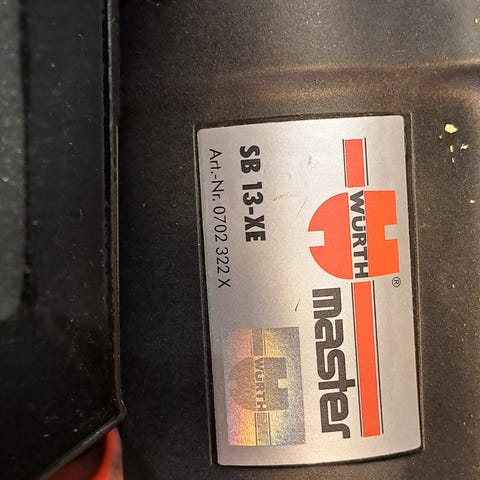 WÜRTH®
master
SB 13-XE
Art.-Nr. 0702 322 X
WÜRTH